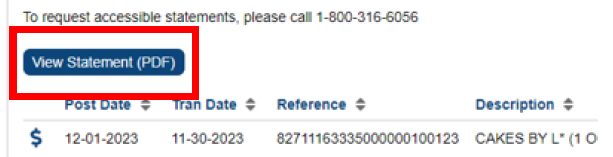 To request accessible statements, please call 1-800-316-6056
View Statement (PDF)
Post Date Tran Date Reference Description
$ 12-01-2023 11-30-2023 82711163335000000100123 CAKES BY L* (1 O